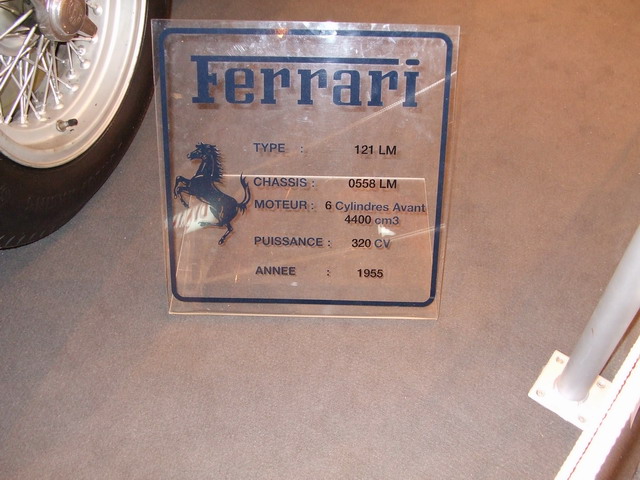 Ferrari
TYPE : 121 LM
CHASSIS : 0558 LM
MOTEUR : 6 Cylindres Avant
4400 cm3
PUISSANCE : 320 CV
ANNEE : 1955